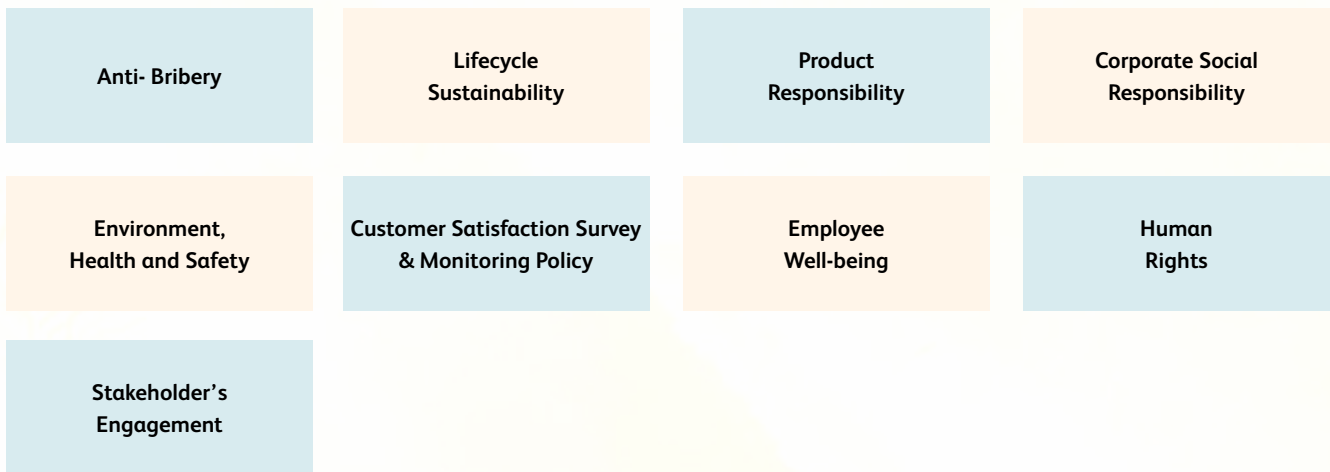 Anti- Bribery
Lifecycle
Sustainability
Product
Responsibility
Corporate Social
Responsibility
Environment,
Health and Safety
Customer Satisfaction Survey
& Monitoring Policy
Employee
Well-being
Human
Rights
Stakeholder’s
Engagement